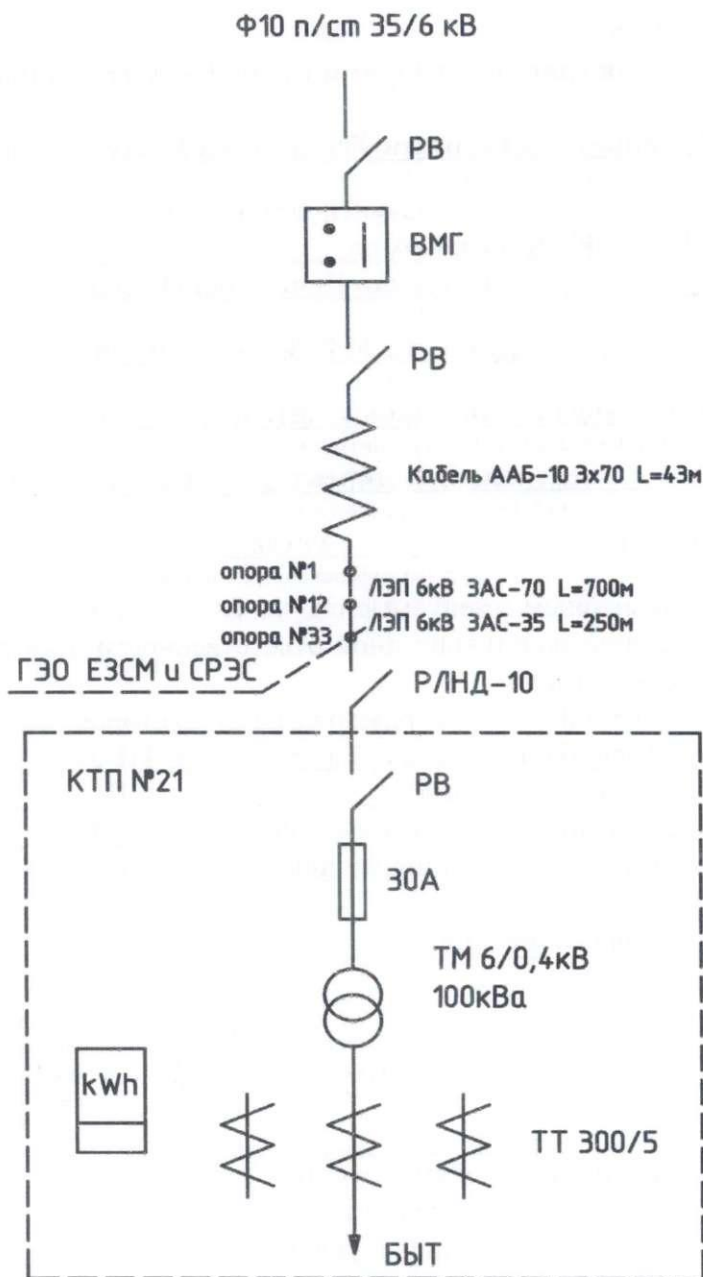 Ф10 п/ст 35/6 кВ
РВ
ВМГ
РВ
Кабель ААБ-10 3х70 L=43м
опора №1
ЛЭП 6кВ 3АС-70 L=700м
опора №12
ЛЭП 6кВ 3АС-35 L=250м
опора №33
ГЭО ЕЗСМ и СРЭС
РЛНД-10
КТП №21
РВ
30А
ТМ 6/0,4кВ
100кВа
kWh
ТТ 300/5
БЫТ